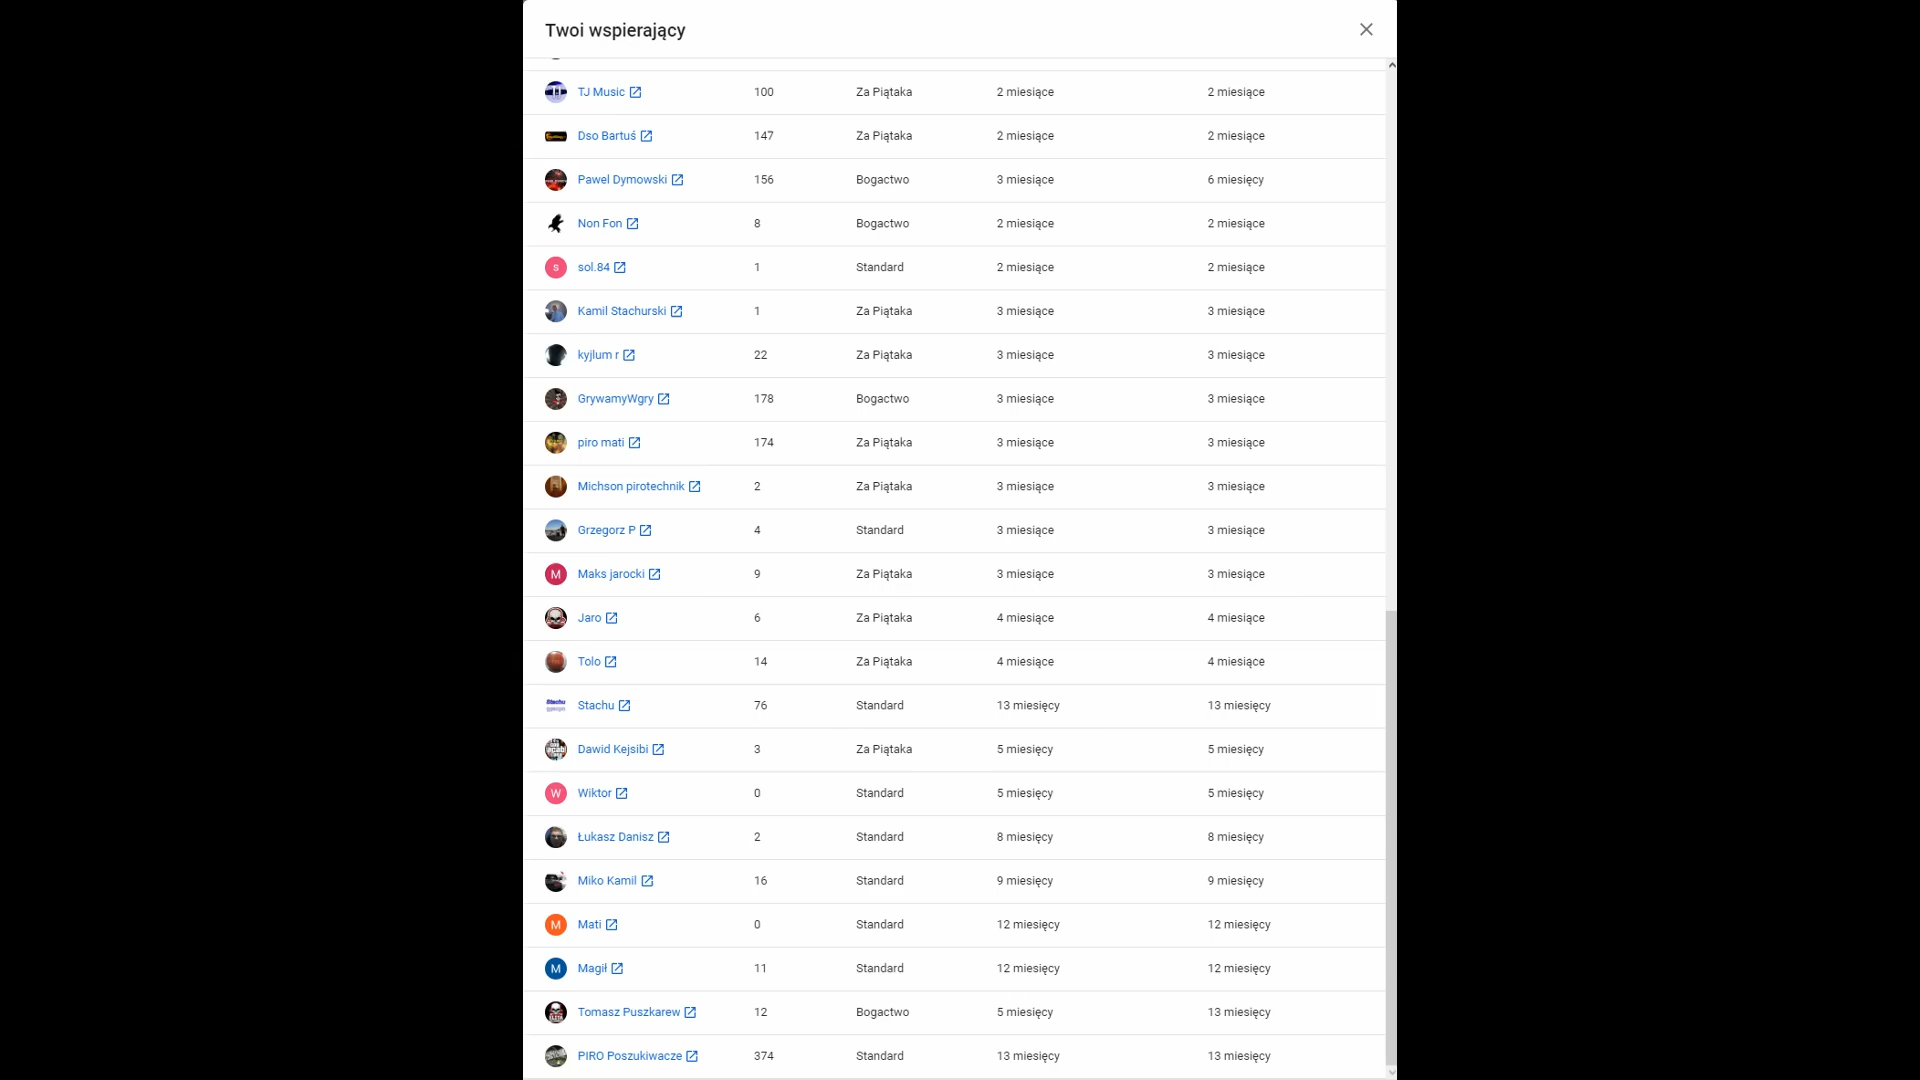 Twoi wspierający
TJ Music 100 Za Piątaka 2 miesiące 2 miesiące
Dso Bartuś 147 Za Piątaka 2 miesiące 2 miesiące
Pawel Dymowski 156 Bogactwo 3 miesiące 6 miesięcy
Non Fon 8 Bogactwo 2 miesiące 2 miesiące
s sol.84 1 Standard 2 miesiące 2 miesiące
Kamil Stachurski 1 Za Piątaka 3 miesiące 3 miesiące
kyjlum r 22 Za Piątaka 3 miesiące 3 miesiące
GrywamyWgry 178 Bogactwo 3 miesiące 3 miesiące
piro mati 174 Za Piątaka 3 miesiące 3 miesiące
Michson pirotechnik 2 Za Piątaka 3 miesiące 3 miesiące
Grzegorz P 4 Standard 3 miesiące 3 miesiące
M Maks jarocki 9 Za Piątaka 3 miesiące 3 miesiące
Jaro 6 Za Piątaka 4 miesiące 4 miesiące
Tolo 14 Za Piątaka 4 miesiące 4 miesiące
Stachu Stachu 76 Standard 13 miesięcy 13 miesięcy
Dawid Kejsibi 3 Za Piątaka 5 miesięcy 5 miesięcy
W Wiktor 0 Standard 5 miesięcy 5 miesięcy
Łukasz Danisz 2 Standard 8 miesięcy 8 miesięcy
Miko Kamil 16 Standard 9 miesięcy 9 miesięcy
M Mati 0 Standard 12 miesięcy 12 miesięcy
M Magił 11 Standard 12 miesięcy 12 miesięcy
Tomasz Puszkarew 12 Bogactwo 5 miesięcy 13 miesięcy
PIRO Poszukiwacze 374 Standard 13 miesięcy 13 miesięcy